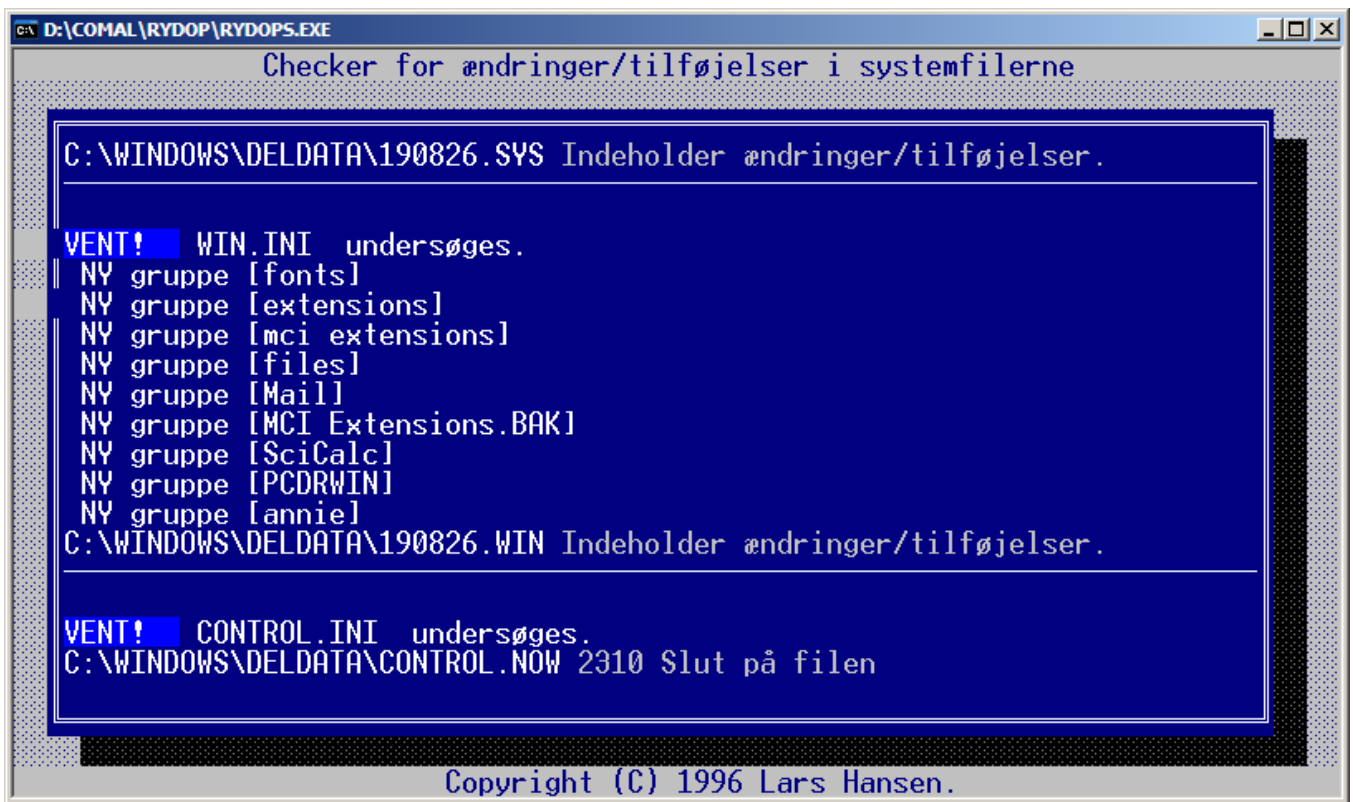 D:\COMAL\RYDOP\RYDOPS.EXE
Checker for ændringer/tilføjelser i systemfilerne
C:\WINDOWS\DELDATA\190826.SYS Indeholder ændringer/tilføjelser.
VENT! WIN.INI undersøges.
NY gruppe [fonts]
NY gruppe [extensions]
NY gruppe [mci extensions]
NY gruppe [files]
NY gruppe [Mail]
NY gruppe [MCI Extensions.BAK]
NY gruppe [SciCalc]
NY gruppe [PCDRWIN]
NY gruppe [annie]
C:\WINDOWS\DELDATA\190826.WIN Indeholder ændringer/tilføjelser.
VENT! CONTROL.INI undersøges.
C:\WINDOWS\DELDATA\CONTROL.NOW 2310 Slut på filen
Copyright (C) 1996 Lars Hansen.